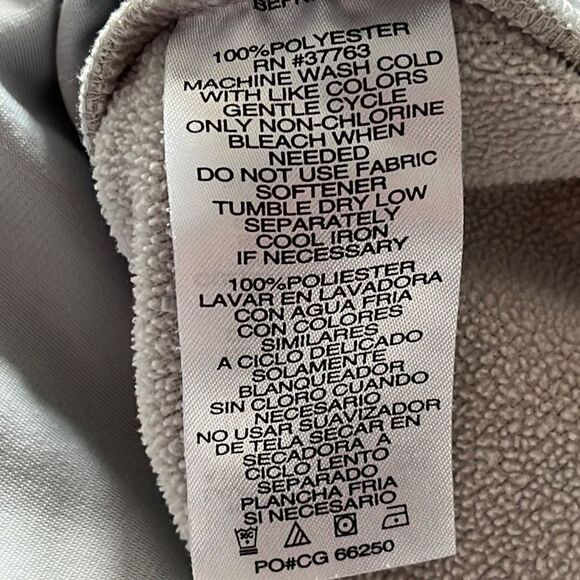 100%POLYESTER
RN #37763
MACHINE WASH COLD
WITH LIKE COLORS
GENTLE CYCLE
ONLY NON-CHLORINE
BLEACH WHEN
NEEDED
DO NOT USE FABRIC
SOFTENER
TUMBLE DRY LOW
SEPARATELY
COOL IRON
IF NECESSARY
100%POLIESTER
LAVAR EN LAVADORA
CON AGUA FRIA
CON COLORES
SIMILARES
A CICLO DELICADO
SOLAMENTE
BLANQUEADOR
SIN CLORO CUANDO
NECESARIO
NO USAR SUAVIZADOR
DE TELA SECAR EN
SECADORA A
CICLO LENTO
SEPARADO
PLANCHA FRIA
SI NECESARIO
PO#CG 66250